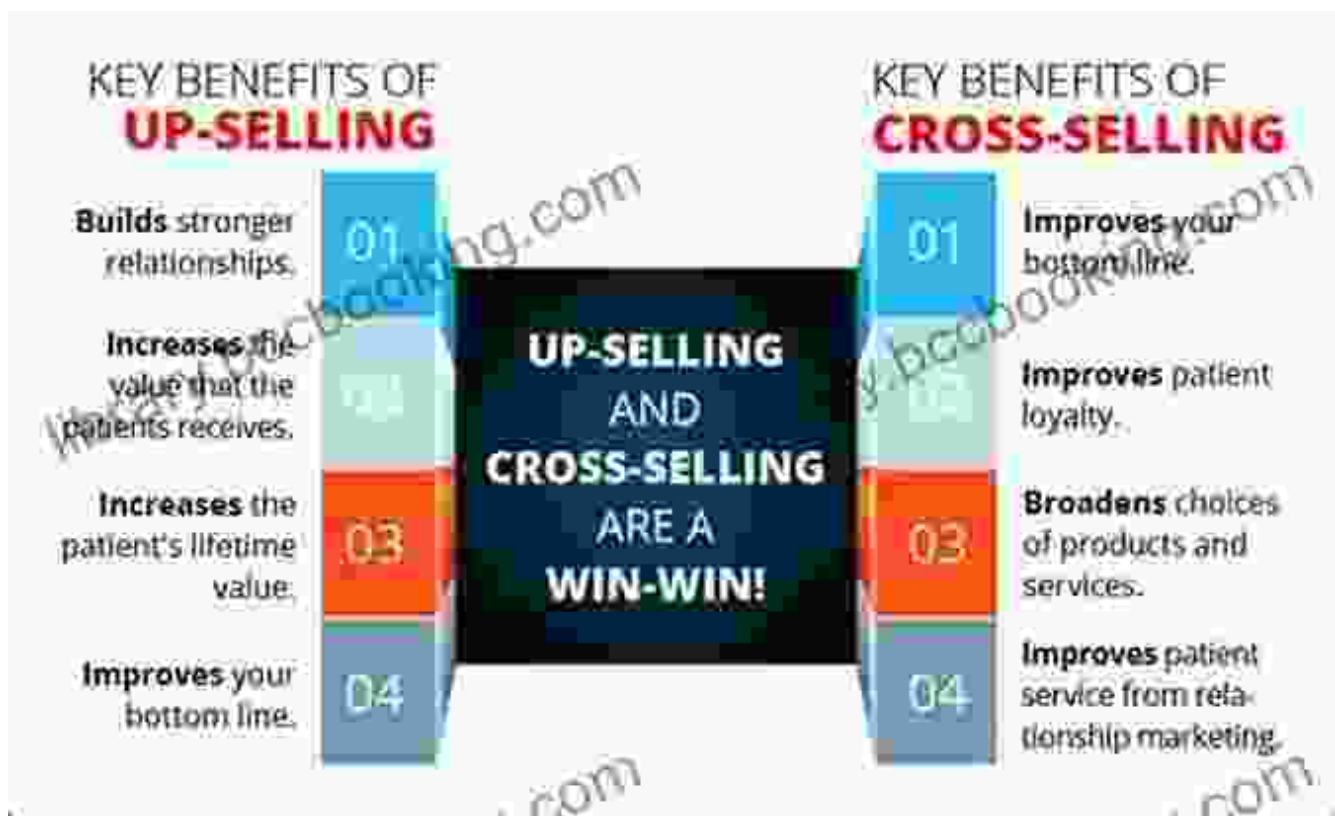 KEY BENEFITS OF
UP-SELLING
01
Builds stronger
relationships.
Increases the
value that the
patients receives.
03
Increases the
patient's lifetime
value.
04
Improves your
bottom line.
UP-SELLING
AND
CROSS-SELLING
ARE A
WIN-WIN!
KEY BENEFITS OF
CROSS-SELLING
01
Improves your
bottom line.
Improves patient
loyalty.
03
Broadens choices
of products and
services.
04
Improves patient
service from rela-
tionship marketing.
.com
.com